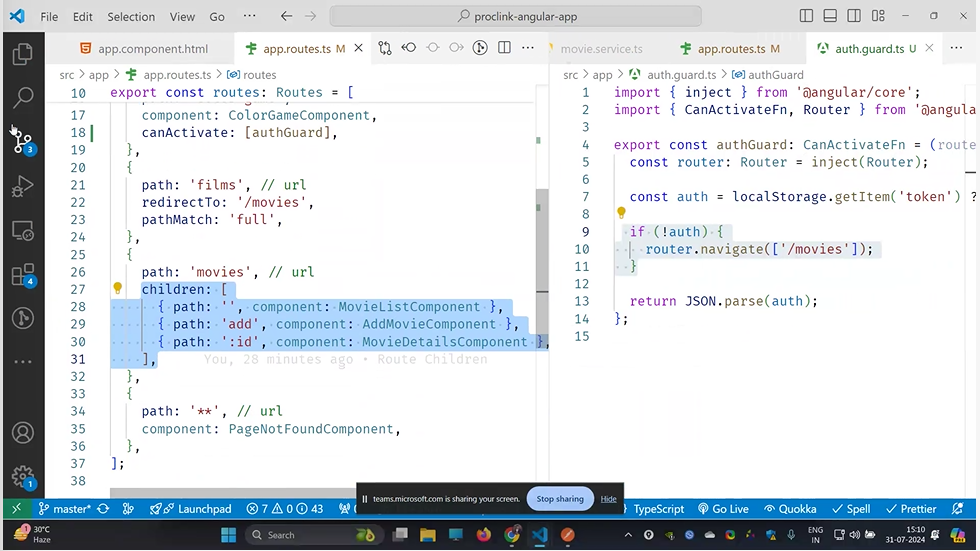 File Edit Selection View Go ··· proclink-angular-app
app.component.html app.routes.ts M movie.service.ts app.routes.ts M auth.guard.ts U
src > app > app.routes.ts > routes
src > app > auth.guard.ts > authGuard
10 export const routes: Routes = [
17 component: ColorGameComponent,
18 canActivate: [authGuard],
19 },
20 {
21 path: 'films', // url
22 redirectTo: '/movies',
23 pathMatch: 'full',
24 },
25 {
26 path: 'movies', // url
27 children: [
28 { path: '', component: MovieListComponent },
29 { path: 'add', component: AddMovieComponent },
30 { path: ':id', component: MovieDetailsComponent },
31 ], You, 28 minutes ago • Route Children
32 },
33 {
34 path: '**', // url
35 component: PageNotFoundComponent,
36 },
37 ];
38
1 import { inject } from '@angular/core';
2 import { CanActivateFn, Router } from '@angula
3
4 export const authGuard: CanActivateFn = (route
5 const router: Router = inject(Router);
6
7 const auth = localStorage.getItem('token') ?
8
9 if (!auth) {
10 router.navigate(['/movies']);
11 }
12
13 return JSON.parse(auth);
14 };
15
3
4
1
teams.microsoft.com is sharing your screen. Stop sharing Hide
master* Launchpad 7 0 43 TypeScript Go Live Quokka Spell Prettier
30°C
Haze
Search
ENG
IN
15:10
31-07-2024